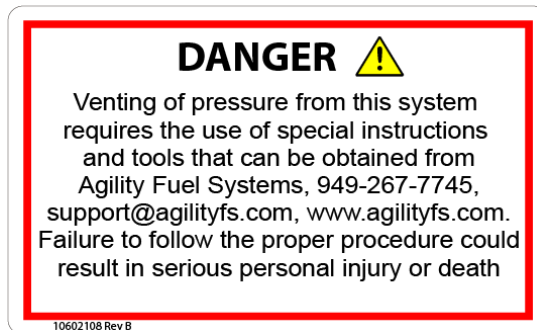 DANGER
Venting of pressure from this system
requires the use of special instructions
and tools that can be obtained from
Agility Fuel Systems, 949-267-7745,
support@agilityfs.com, www.agilityfs.com.
Failure to follow the proper procedure could
result in serious personal injury or death
10602108 Rev B